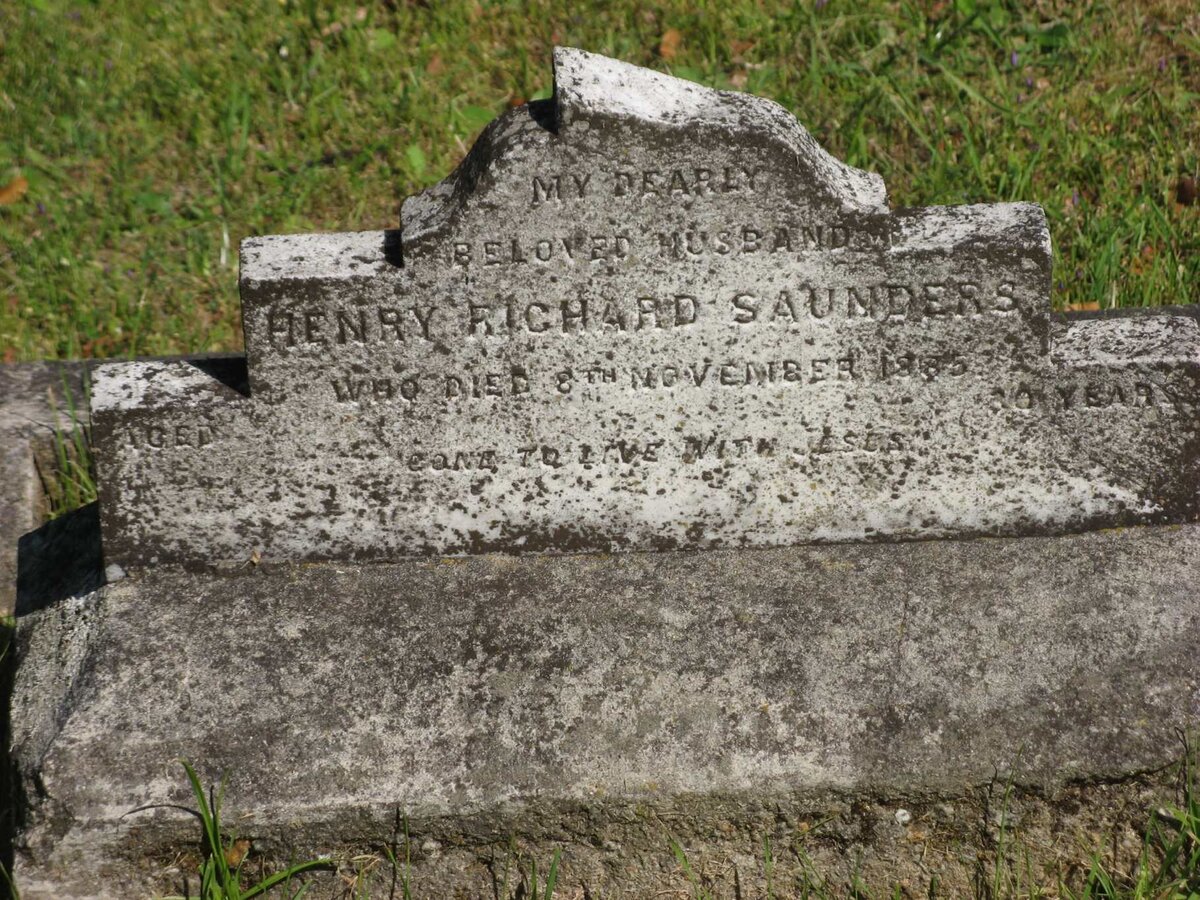 MY DEARLY
BELOVED HUSBAND
HENRY RICHARD SAUNDERS
WHO DIED 8TH NOVEMBER
AGED YEARS
GONE TO LIVE WITH JESUS